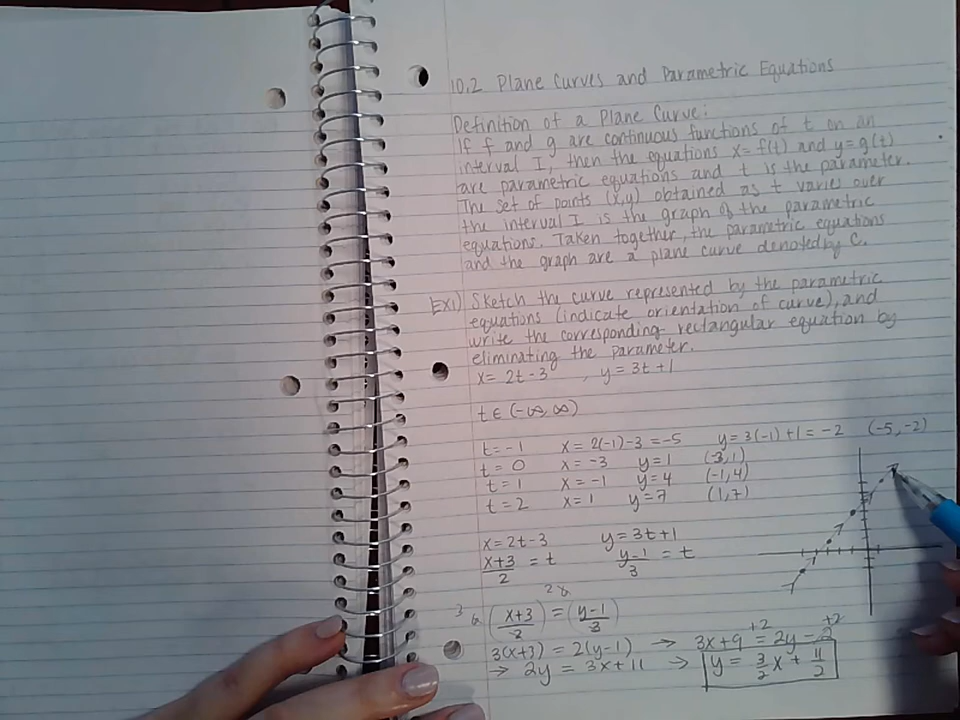 10.2 Plane Curves and Parametric Equations
Definition of a Plane Curve:
If f and g are continuous functions of t on an
interval I, then the equations x=f(t) and y=g(t)
are parametric equations and t is the parameter.
The set of points (x,y) obtained as t varies over
the interval I is the graph of the parametric
equations. Taken together, the parametric equations
and the graph are a plane curve denoted by C.
Ex1) Sketch the curve represented by the parametric
equations (indicate orientation of curve), and
write the corresponding rectangular equation by
eliminating the parameter.
x = 2t-3 , y = 3t+1
t∈(-∞,∞)
t=-1 x=2(-1)-3=-5 y=3(-1)+1=-2 (-5,-2)
t=0 x=-3 y=1 (-3,1)
t=1 x=-1 y=4 (-1,4)
t=2 x=1 y=7 (1,7)
x=2t-3 y=3t+1
x+3/2 = t y-1/3 = t
3 6 (x+3/2) = (y-1/3) 2 6
3(x+3) = 2(y-1) → 3x+9 +2 = 2y-2 +2
→ 2y = 3x+11 → y = 3/2 x + 11/2